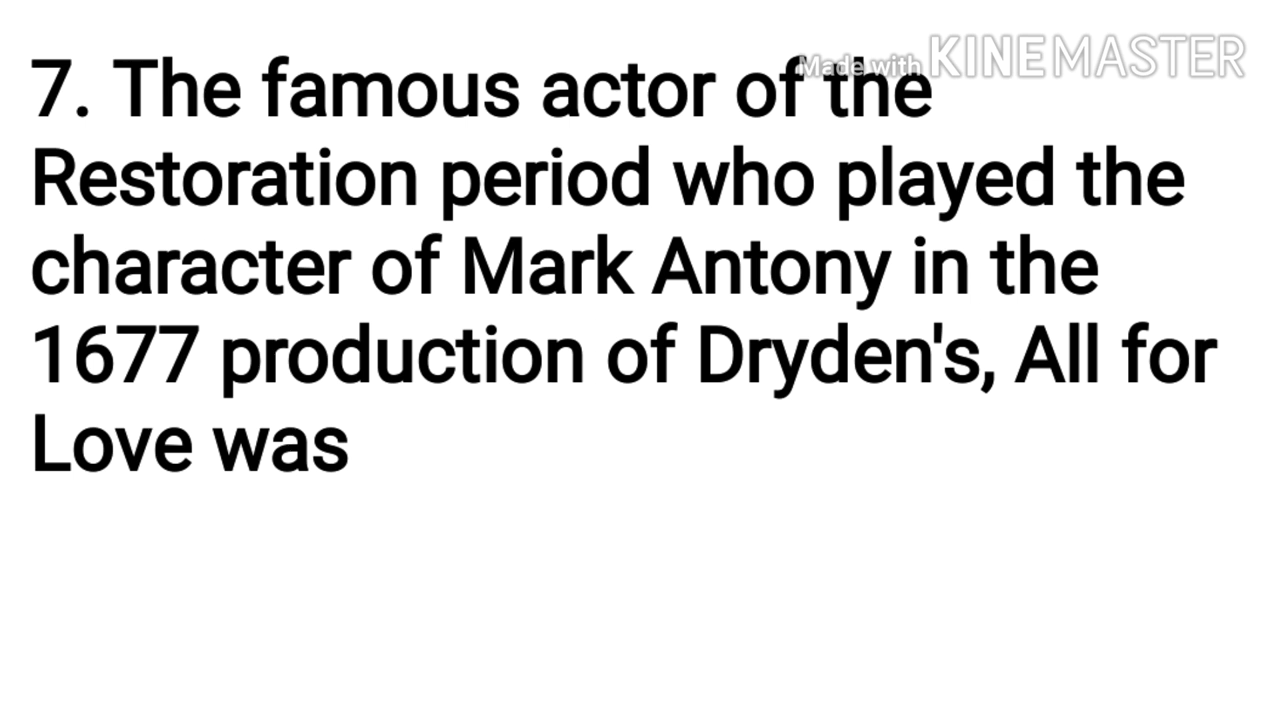 Made with KINEMASTER
7. The famous actor of the
Restoration period who played the
character of Mark Antony in the
1677 production of Dryden's, All for
Love was